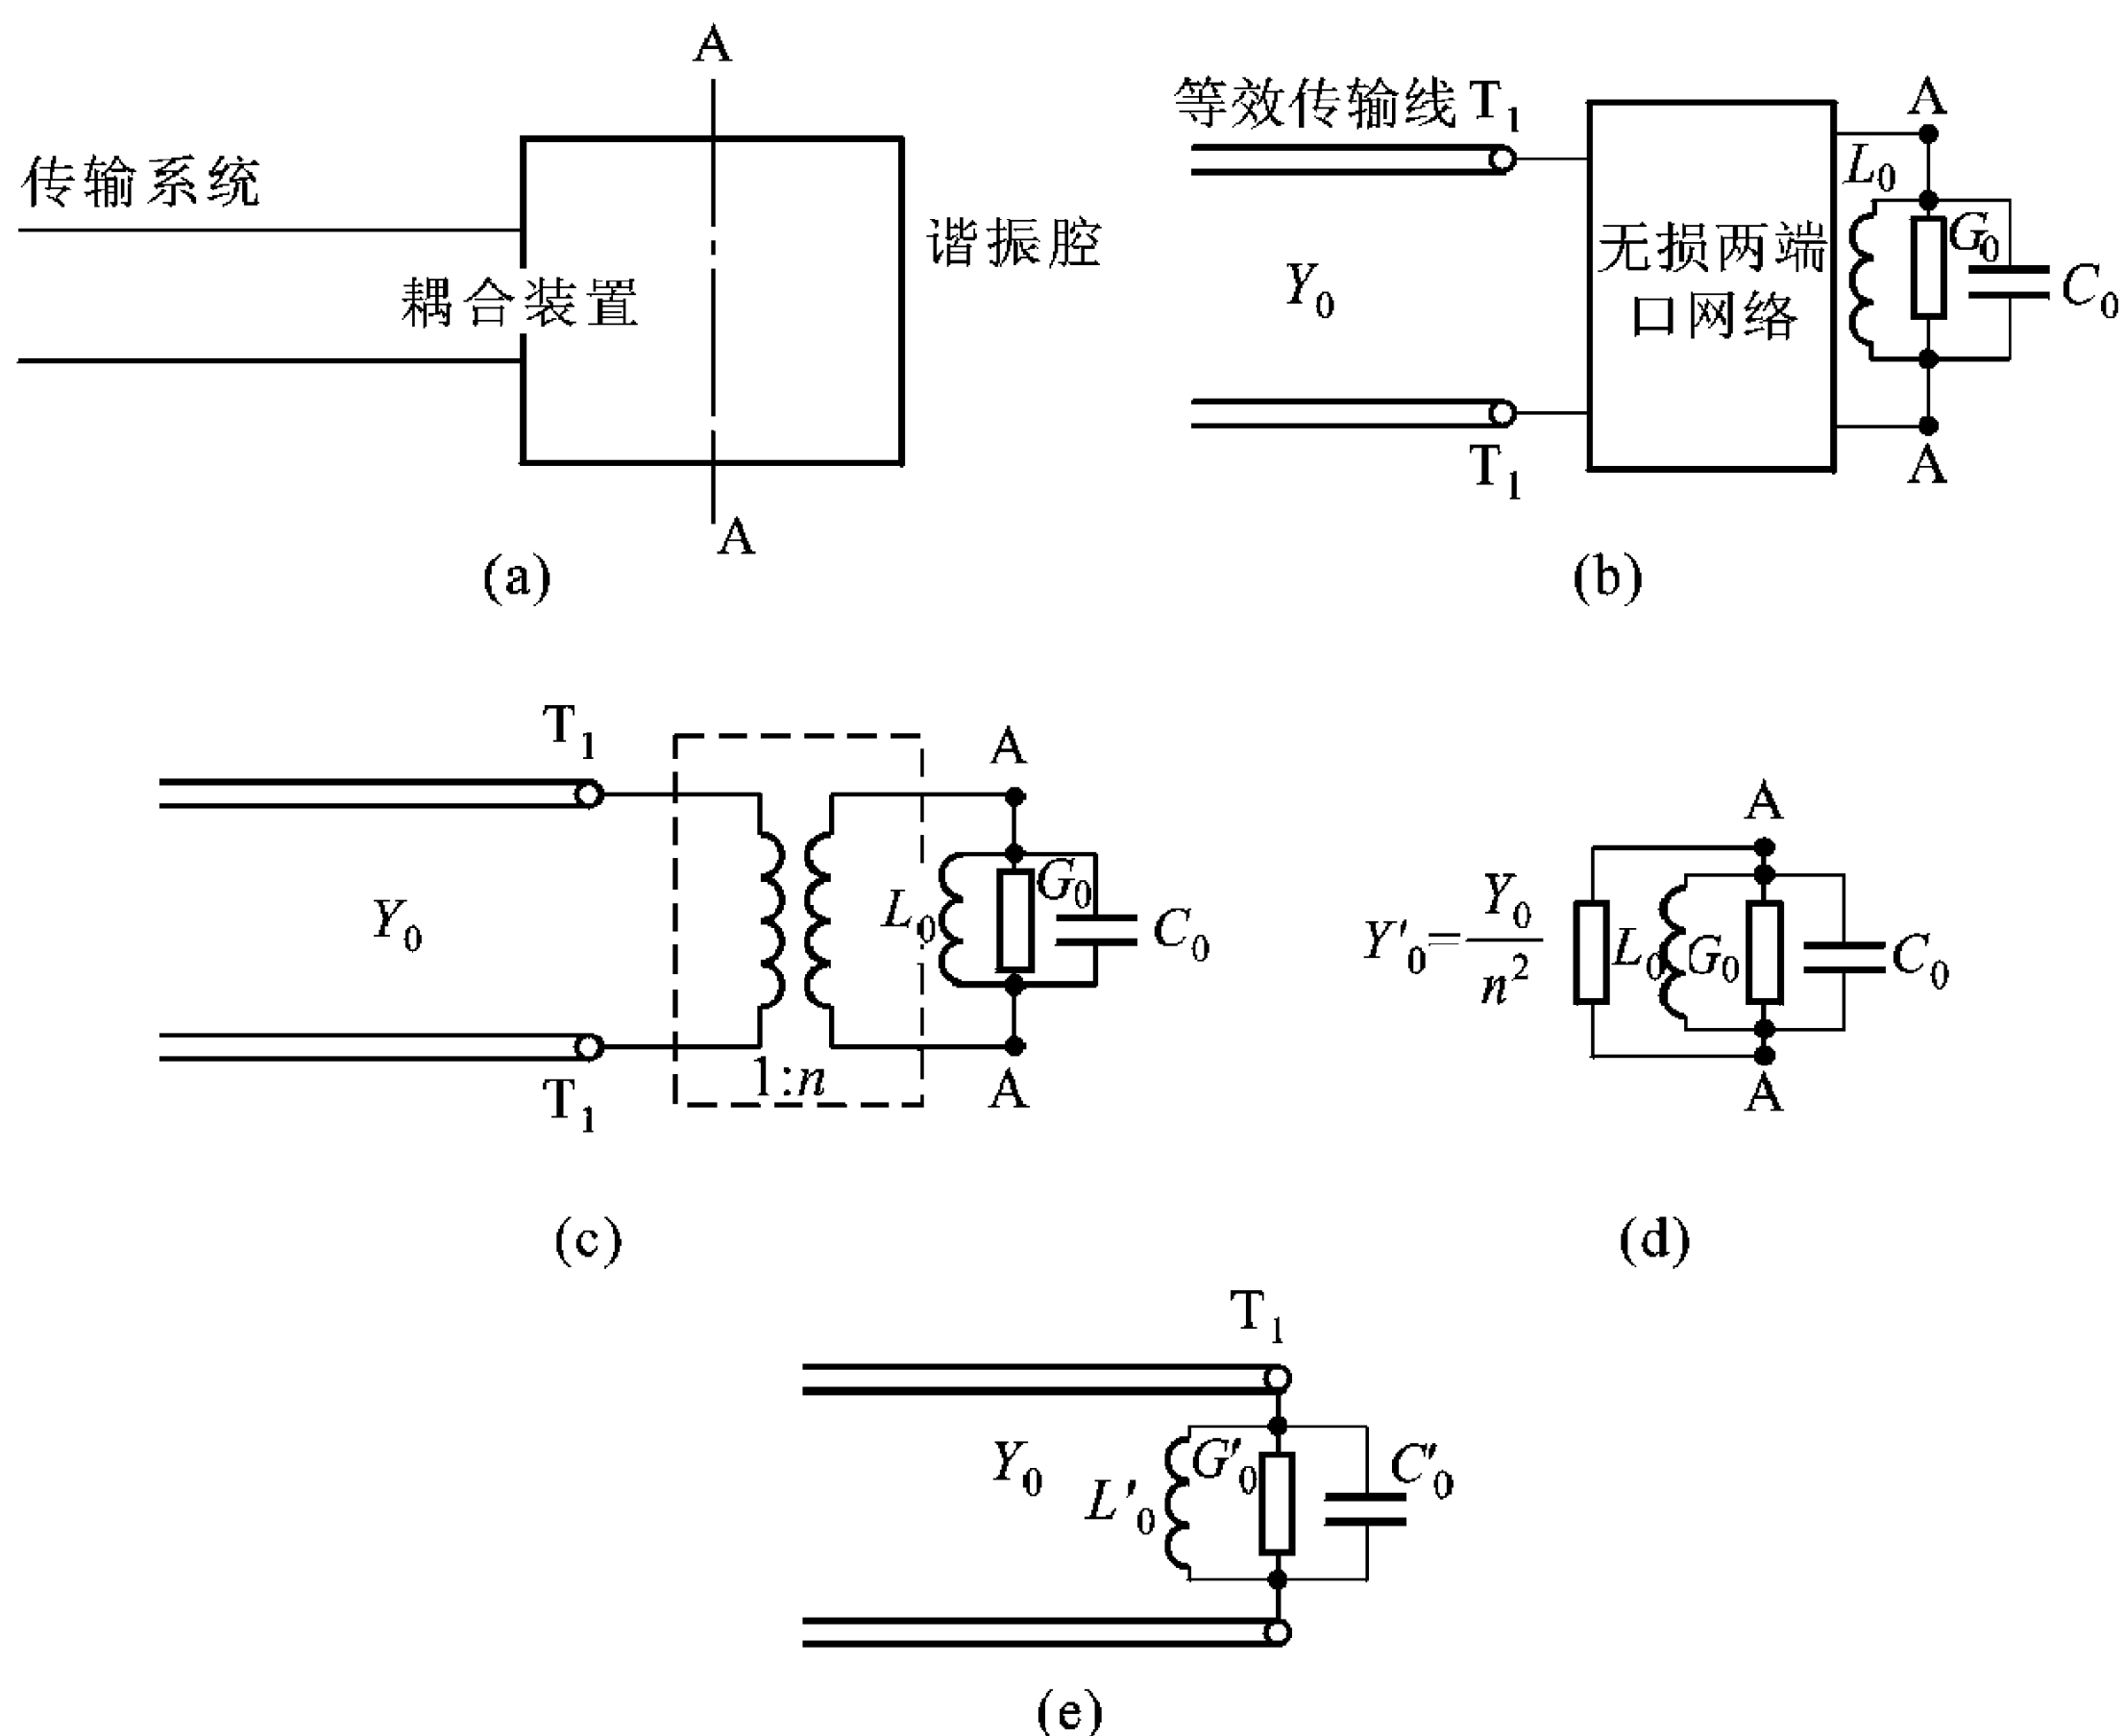 A
传输系统
耦合装置
谐振腔
A
(a)
等效传输线 T₁
A
L₀
G₀
C₀
Y₀
无损两端
口网络
T₁
A
(b)
T₁
A
Y₀
L₀
G₀
C₀
1:n
T₁
A
(c)
A
Y'₀=Y₀/n²
L₀
G₀
C₀
A
(d)
T₁
Y₀
L'₀
G'₀
C'₀
(e)